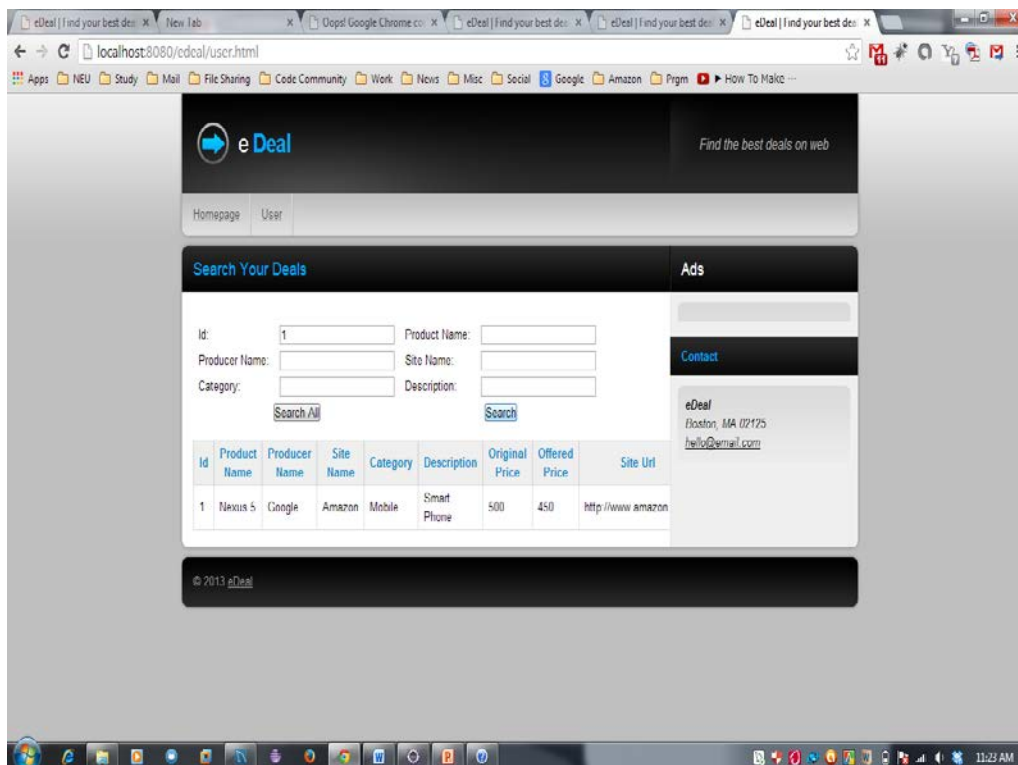 eDeal | Find your best dea
New Tab
Oops! Google Chrome co
eDeal | Find your best dea
eDeal | Find your best dea
eDeal | Find your best dea
localhost:8080/edeal/user.html
Apps NEU Study Mail File Sharing Code Community Work News Misc Social Google Amazon Prgm How To Make ---
e Deal
Find the best deals on web
Homepage User
Search Your Deals
Ads
Id: 1 Product Name:
Producer Name: Site Name:
Category: Description:
Search All Search
Contact
eDeal
Boston, MA 02125
hello@email.com
Id Product Name Producer Name Site Name Category Description Original Price Offered Price Site Url
1 Nexus 5 Google Amazon Mobile Smart Phone 500 450 http://www.amazon
© 2013 eDeal
11:23 AM